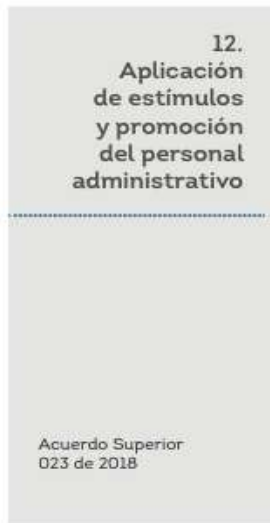 12.
Aplicación
de estímulos
y promoción
del personal
administrativo
Acuerdo Superior
023 de 2018